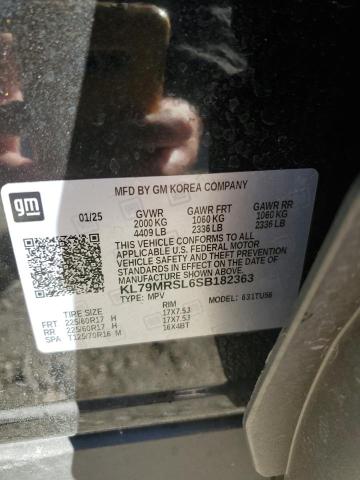 gm
MFD BY GM KOREA COMPANY
01/25 GVWR GAWR FRT GAWR RR
2000 KG 1060 KG 1060 KG
4409 LB 2336 LB 2336 LB
THIS VEHICLE CONFORMS TO ALL
APPLICABLE U.S. FEDERAL MOTOR
VEHICLE SAFETY, BUMPER, AND THEFT
PREVENTION STANDARDS IN EFFECT ON
THE DATE OF MANUFACTURE SHOWN ABOVE.
KL79MRSL6SB182363
TYPE: MPV MODEL: 631TU56
TIRE SIZE RIM
FRT 225/60R17 H 17X7.5J
RR 225/60R17 H 17X7.5J
SPA T125/70R16 M 16X4BT